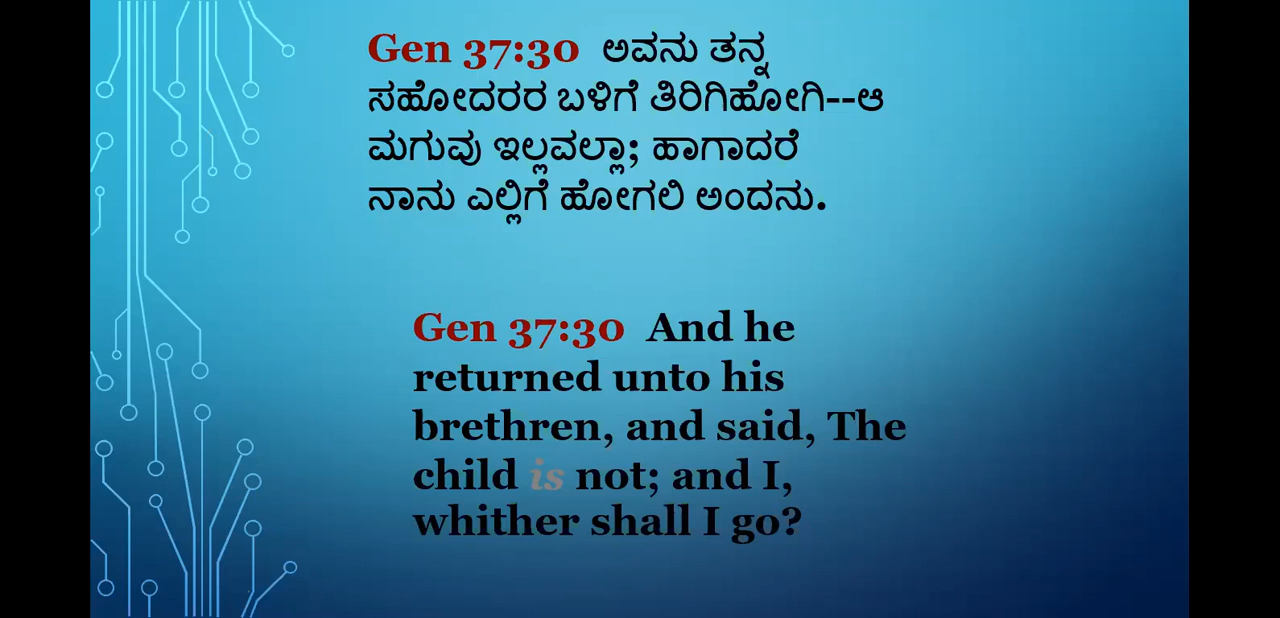 Gen 37:30 ಅವನು ತನ್ನ
ಸಹೋದರರ ಬಳಿಗೆ ತಿರಿಗಿಹೋಗಿ--ಆ
ಮಗುವು ಇಲ್ಲವಲ್ಲಾ; ಹಾಗಾದರೆ
ನಾನು ಎಲ್ಲಿಗೆ ಹೋಗಲಿ ಅಂದನು.
Gen 37:30 And he
returned unto his
brethren, and said, The
child is not; and I,
whither shall I go?